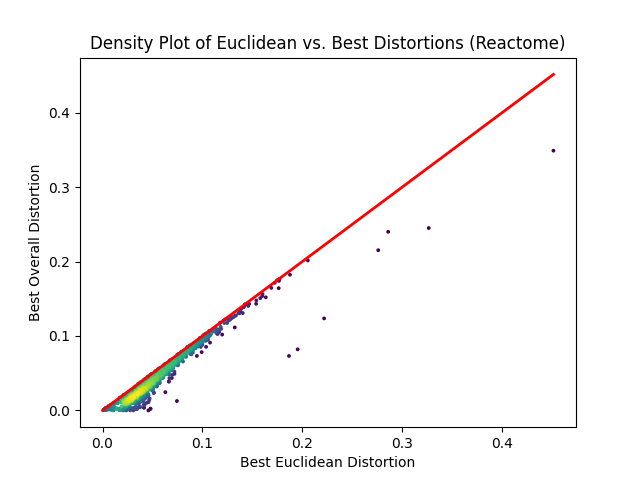 Density Plot of Euclidean vs. Best Distortions (Reactome)
Best Overall Distortion
0.4
0.3
0.2
0.1
0.0
0.0 0.1 0.2 0.3 0.4
Best Euclidean Distortion